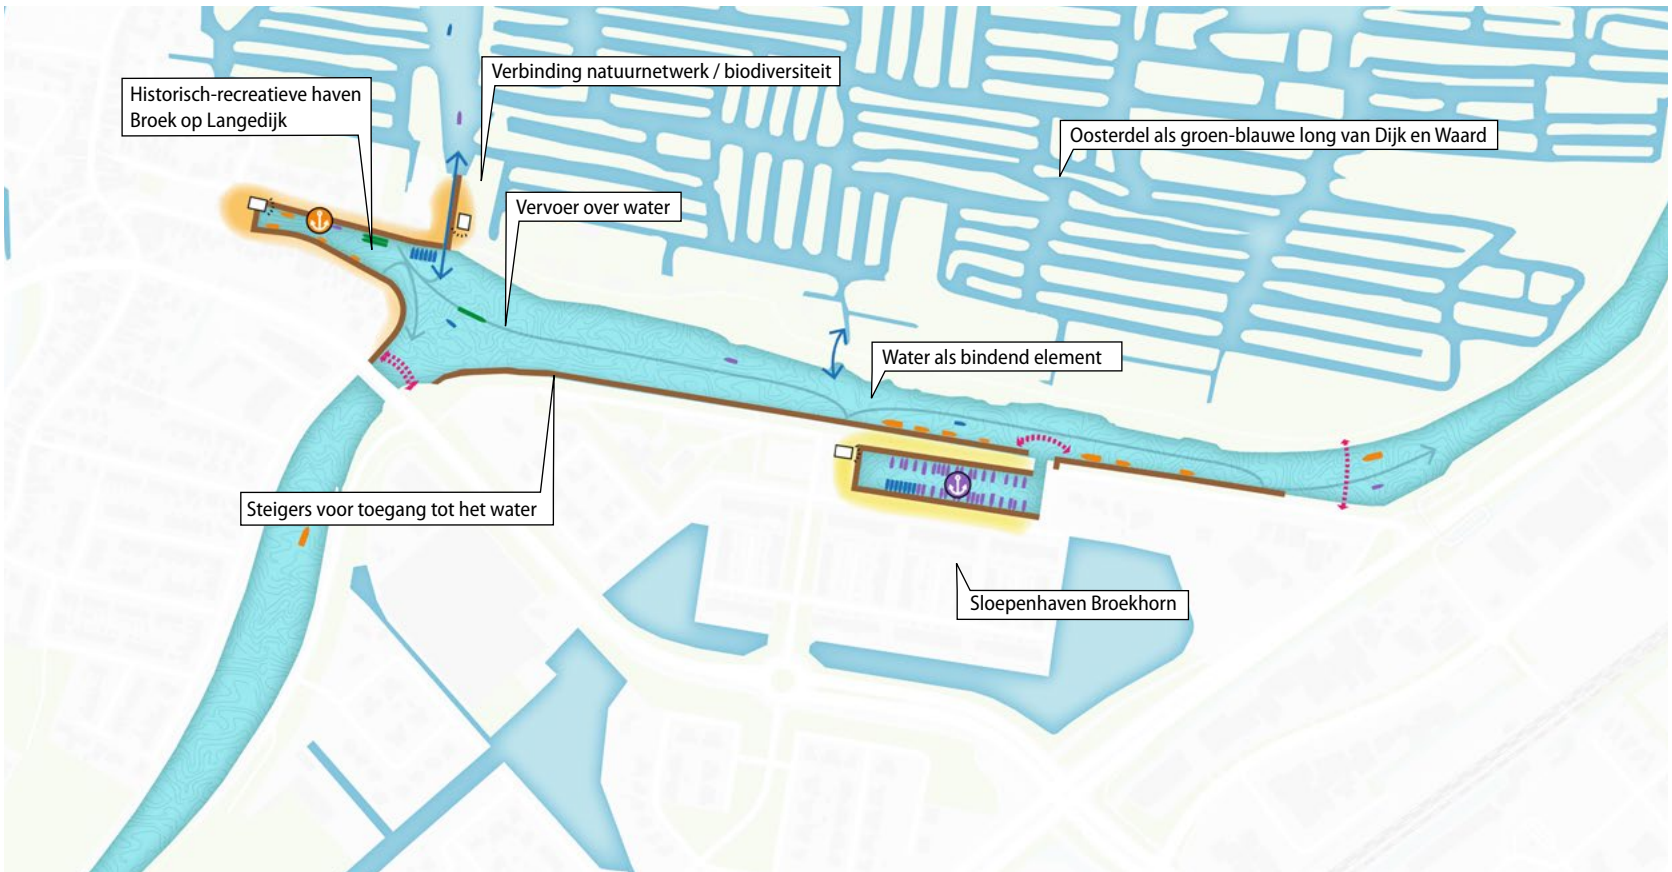 Verbinding natuurnetwerk / biodiversiteit
Historisch-recreatieve haven
Broek op Langedijk
Oosterdel als groen-blauwe long van Dijk en Waard
Vervoer over water
Water als bindend element
Steigers voor toegang tot het water
Sloepenhaven Broekhorn